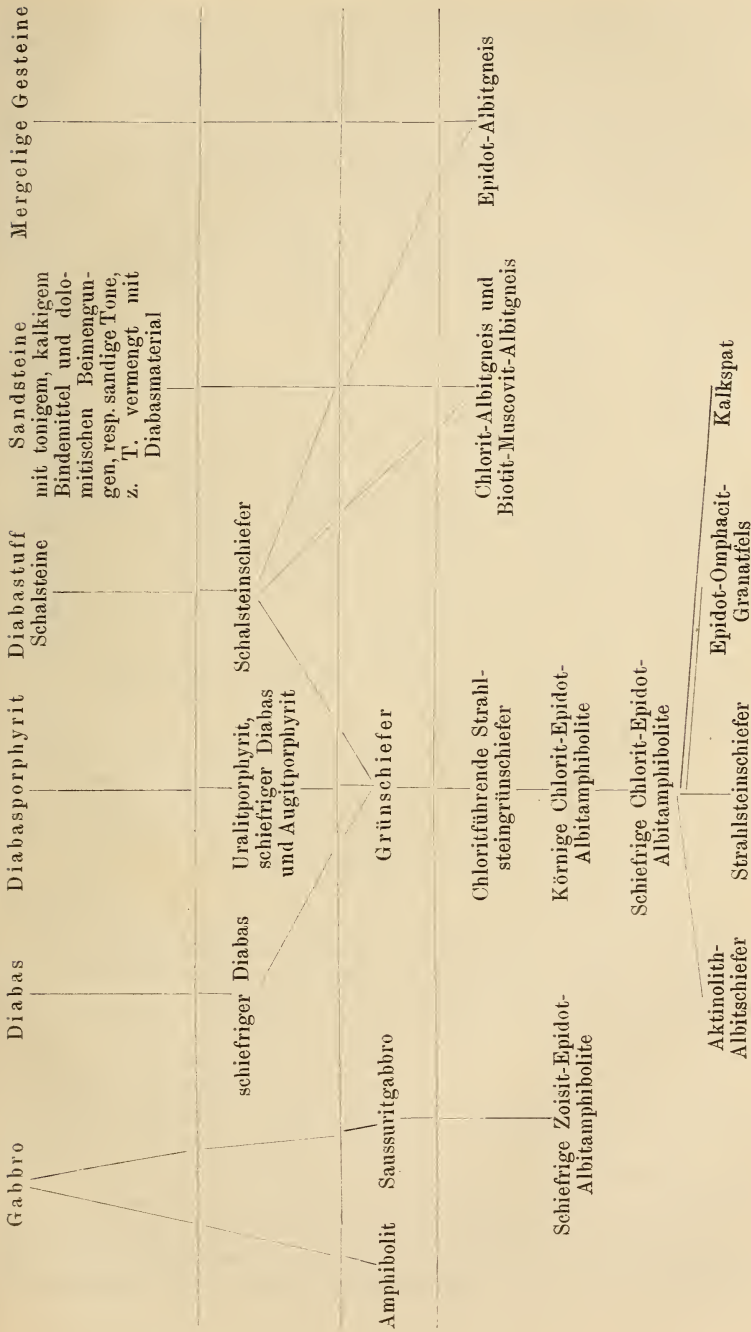 Gabbro
Diabas
Diabasporphyrit
Diabastuff
Schalsteine
Sandsteine
mit tonigem, kalkigem
Bindemittel und dolo-
mitischen Beimengun-
gen, resp. sandige Tone,
z. T. vermengt mit
Diabasmaterial
Mergelige Gesteine
schiefriger Diabas
Uralitporphyrit,
schiefriger Diabas
und Augitporphyrit
Schalsteinschiefer
Amphibolit
Saussuritgabbro
Grünschiefer
Chloritführende Strahl-
steingrünschiefer
Chlorit-Albitgneis und
Biotit-Muscovit-Albitgneis
Epidot-Albitgneis
Schiefrige Zoisit-Epidot-
Albitamphibolite
Körnige Chlorit-Epidot-
Albitamphibolite
Schiefrige Chlorit-Epidot-
Albitamphibolite
Aktinolith-
Albitschiefer
Strahlsteinschiefer
Epidot-Omphacit-
Granatfels
Kalkspat